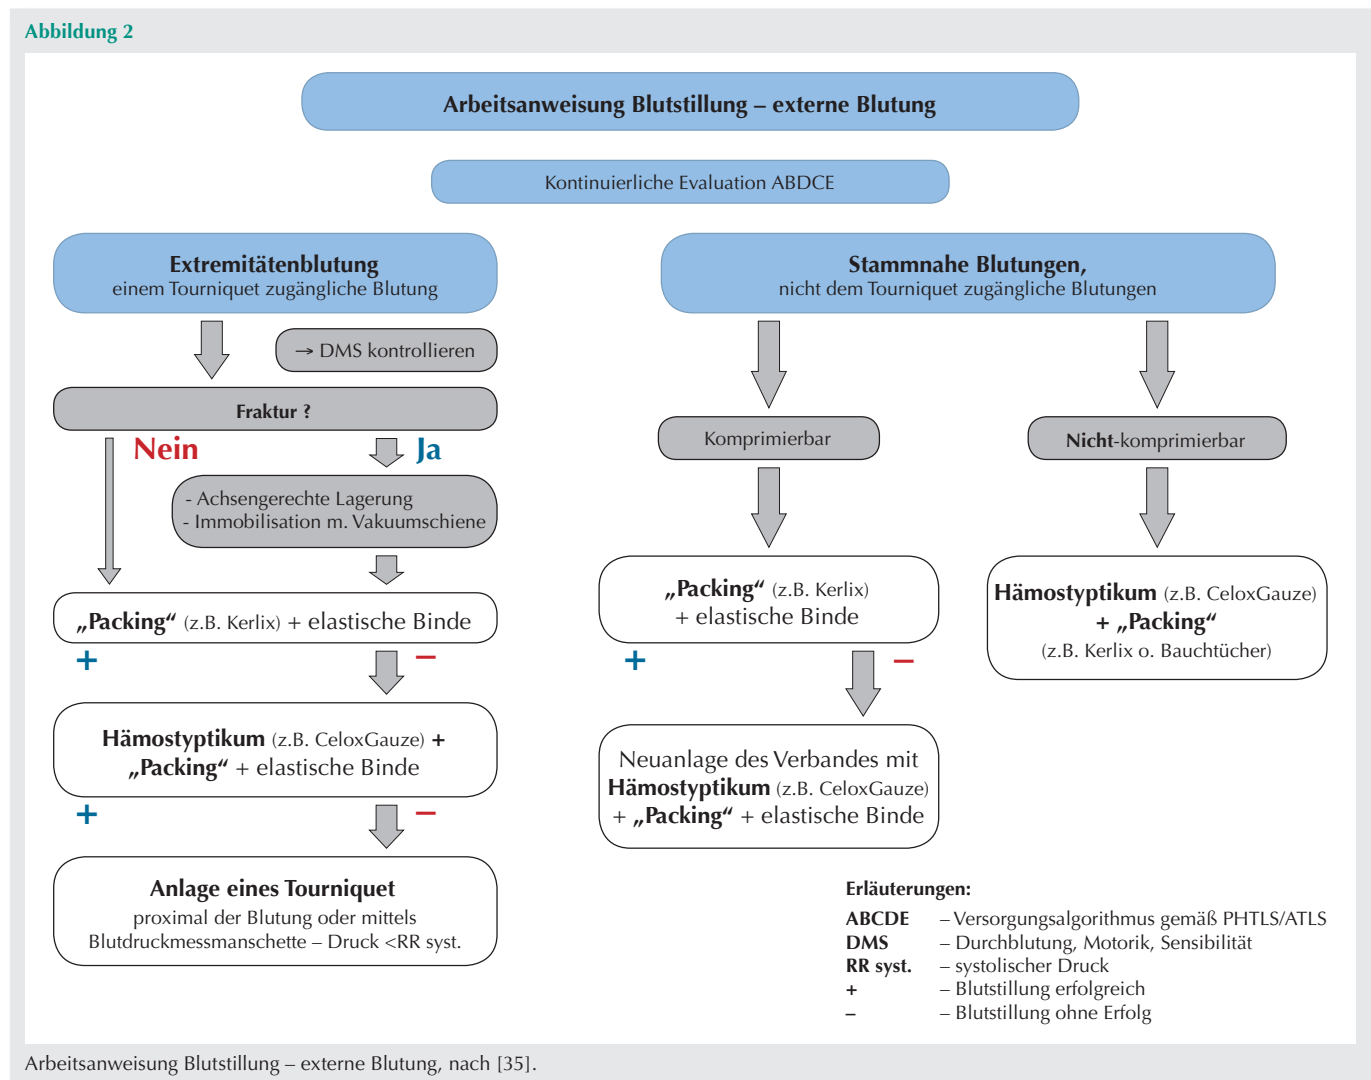 Abbildung 2
Arbeitsanweisung Blutstillung – externe Blutung
Kontinuierliche Evaluation ABDCE
Extremitätenblutung
einem Tourniquet zugängliche Blutung
→ DMS kontrollieren
Fraktur ?
Nein
Ja
- Achsengerechte Lagerung
- Immobilisation m. Vakuumschiene
„Packing“ (z.B. Kerlix) + elastische Binde
+
–
Hämostyptikum (z.B. CeloxGauze) +
„Packing“ + elastische Binde
+
–
Anlage eines Tourniquet
proximal der Blutung oder mittels
Blutdruckmessmanschette – Druck <RR syst.
Stammnahe Blutungen,
nicht dem Tourniquet zugängliche Blutungen
Komprimierbar
„Packing“ (z.B. Kerlix)
+ elastische Binde
+
–
Neuanlage des Verbandes mit
Hämostyptikum (z.B. CeloxGauze)
+ „Packing“ + elastische Binde
Nicht-komprimierbar
Hämostyptikum (z.B. CeloxGauze)
+ „Packing“
(z.B. Kerlix o. Bauchtücher)
Erläuterungen:
ABCDE – Versorgungsalgorithmus gemäß PHTLS/ATLS
DMS – Durchblutung, Motorik, Sensibilität
RR syst. – systolischer Druck
+ – Blutstillung erfolgreich
– – Blutstillung ohne Erfolg
Arbeitsanweisung Blutstillung – externe Blutung, nach [35].